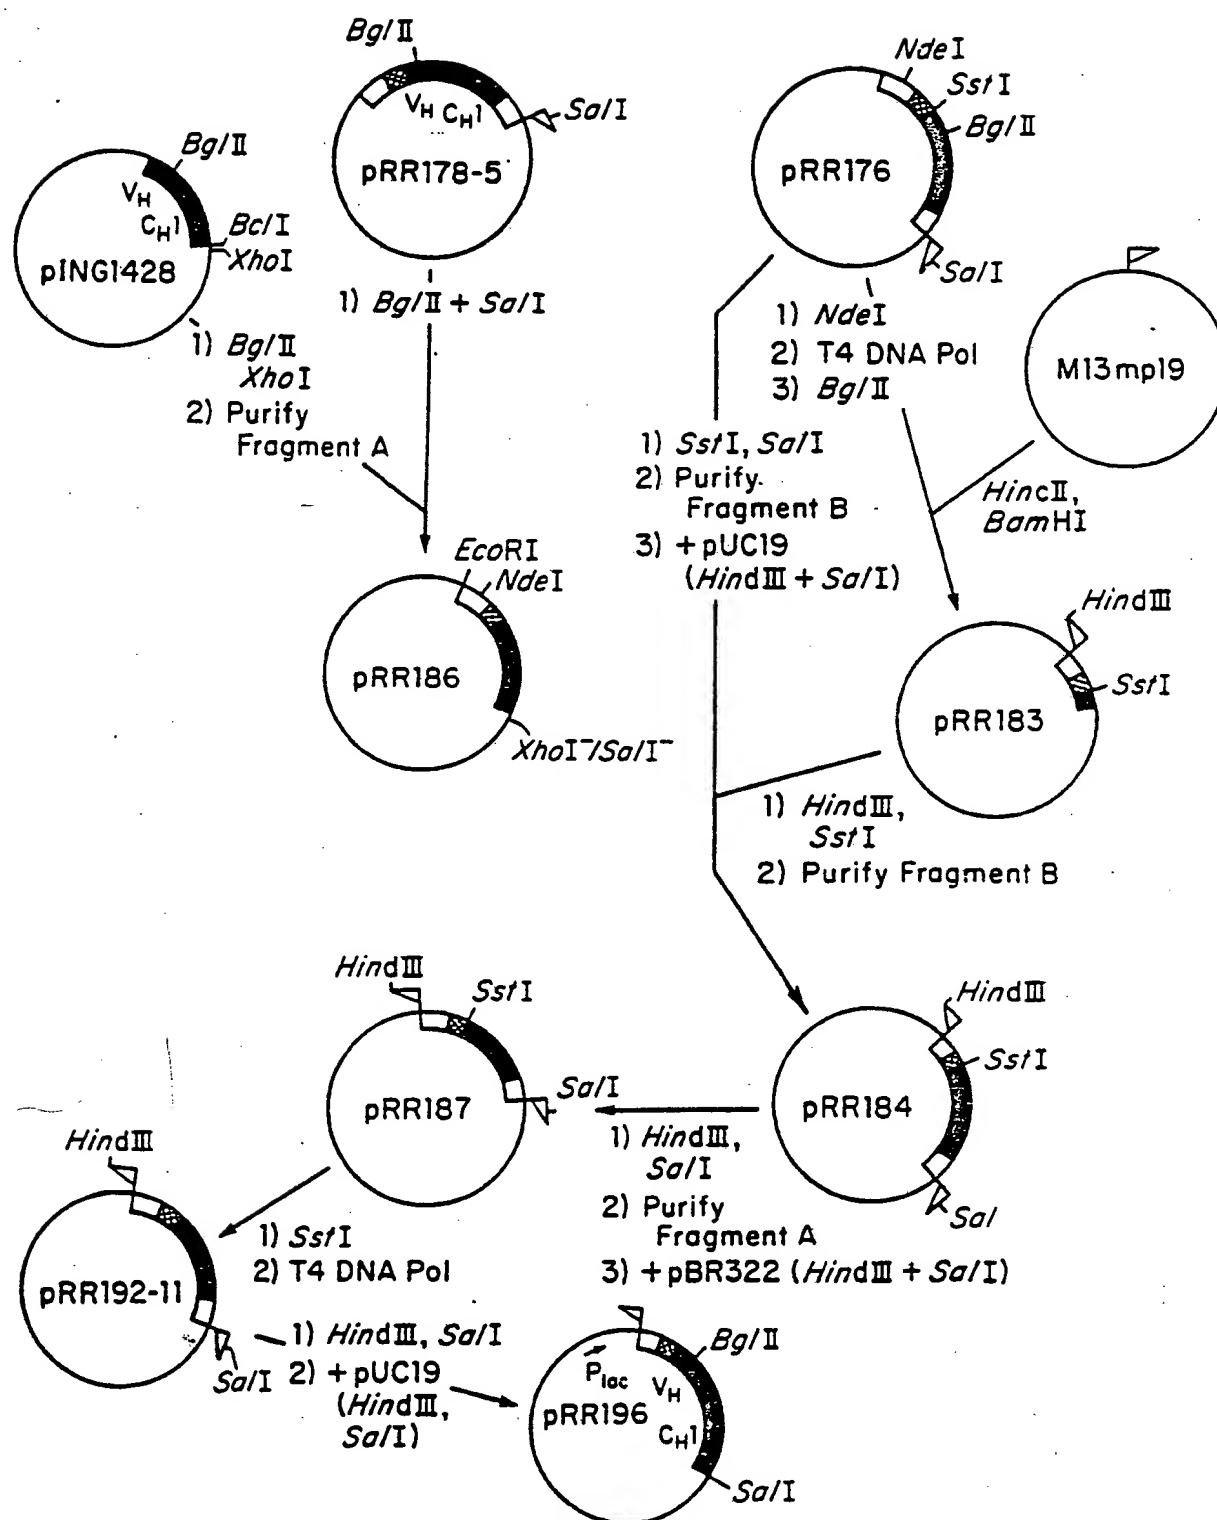 BglII
VH CH1
SalI
pRR178-5
NdeI
SstI
BglII
pRR176
SalI
BglII
VH
CH1
BclI
XhoI
pING1428
1) BglII
XhoI
2) Purify
Fragment A
1) BglII + SalI
1) NdeI
2) T4 DNA Pol
3) BglII
M13mp19
1) SstI, SalI
2) Purify
Fragment B
3) + pUC19
(HindIII + SalI)
HincII,
BamHI
EcoRI
NdeI
pRR186
XhoI-/SalI-
HindIII
SstI
pRR183
1) HindIII,
SstI
2) Purify Fragment B
HindIII
SstI
pRR187
SalI
HindIII
SstI
pRR184
Sal
1) HindIII,
SalI
2) Purify
Fragment A
3) + pBR322 (HindIII + SalI)
HindIII
pRR192-11
SalI
1) SstI
2) T4 DNA Pol
1) HindIII, SalI
2) + pUC19
(HindIII,
SalI)
BglII
Plac
VH
pRR196
CH1
SalI